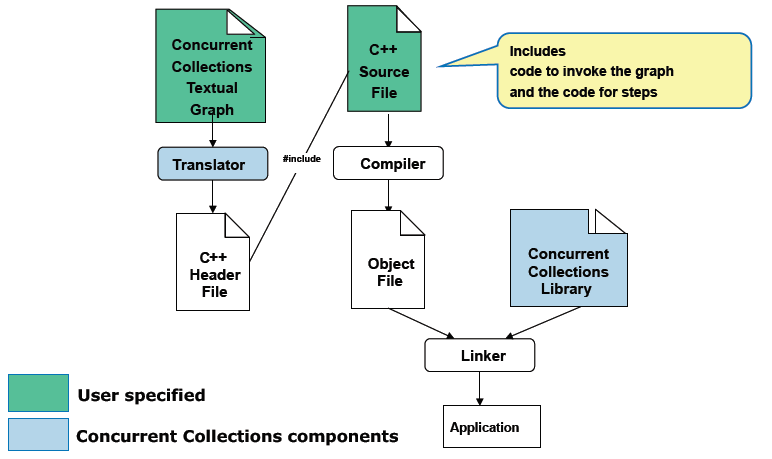 Concurrent
Collections
Textual
Graph
C++
Source
File
Includes
code to invoke the graph
and the code for steps
Translator
#include
Compiler
C++
Header
File
Object
File
Concurrent
Collections
Library
Linker
User specified
Application
Concurrent Collections components